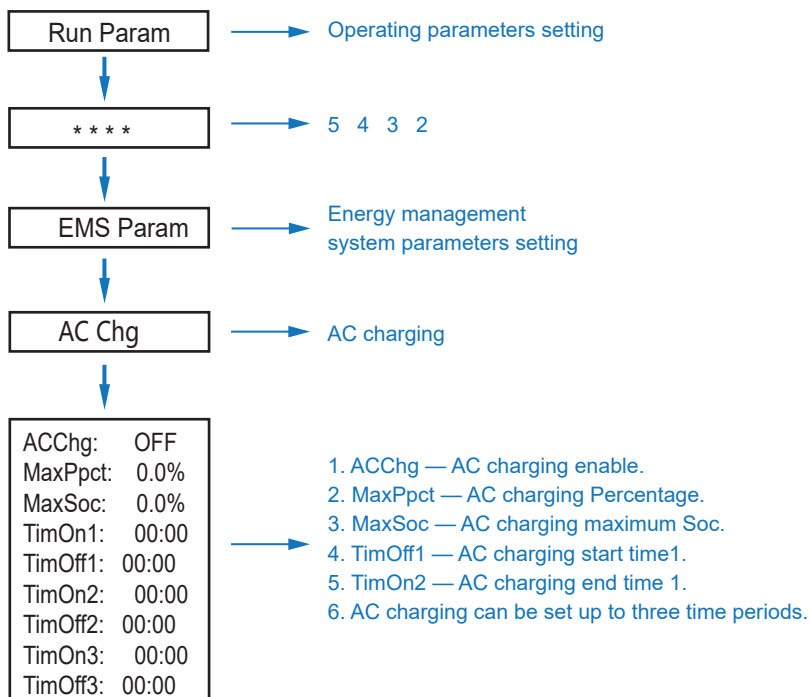 Run Param
Operating parameters setting
* * * *
5 4 3 2
EMS Param
Energy management
system parameters setting
AC Chg
AC charging
ACChg: OFF
MaxPpct: 0.0%
MaxSoc: 0.0%
TimOn1: 00:00
TimOff1: 00:00
TimOn2: 00:00
TimOff2: 00:00
TimOn3: 00:00
TimOff3: 00:00
1. ACChg — AC charging enable.
2. MaxPpct — AC charging Percentage.
3. MaxSoc — AC charging maximum Soc.
4. TimOff1 — AC charging start time1.
5. TimOn2 — AC charging end time 1.
6. AC charging can be set up to three time periods.